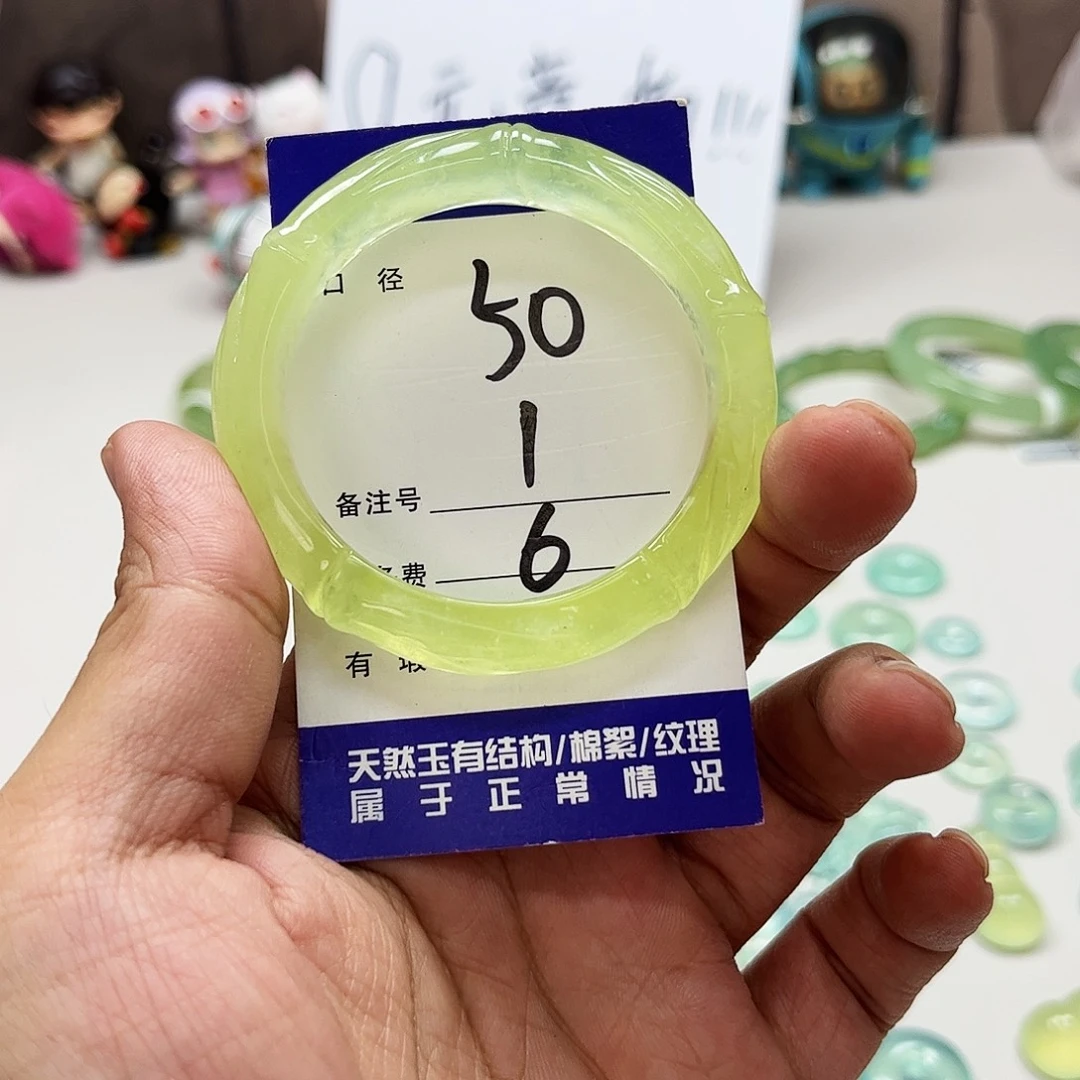 口 径 50
1
备注号
费 6
有 瑕
天然玉有结构/棉絮/纹理
属于正常情况